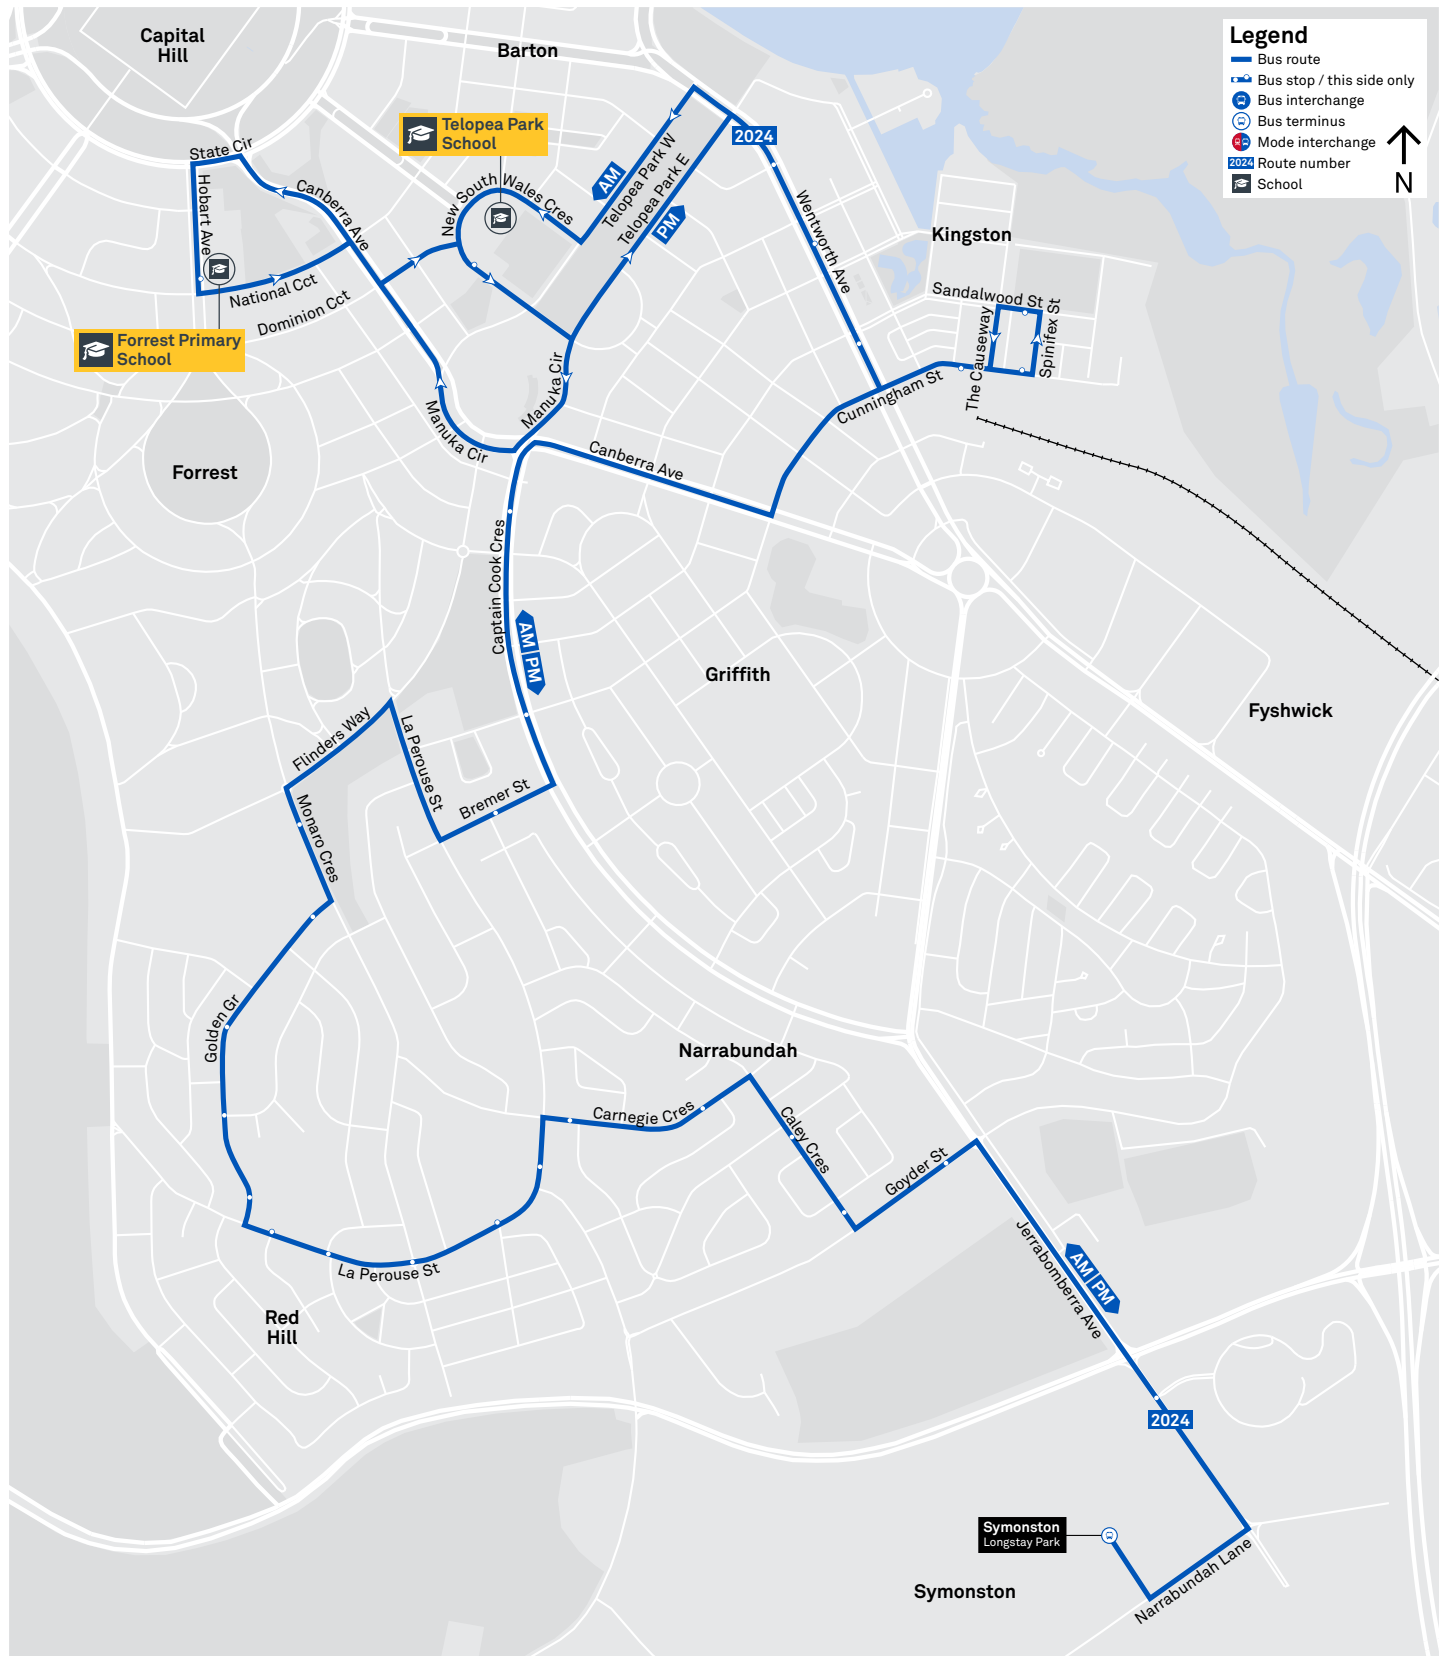 Capital
Hill
Barton
Legend
Bus route
Bus stop / this side only
Bus interchange
Bus terminus
Mode interchange
2024 Route number
School
N
Telopea Park
School
2024
State Cir
Hobart Ave
Canberra Ave
New South Wales Cres
AM
Telopea Park W
Telopea Park E
PM
Wentworth Ave
Kingston
National Cct
Dominion Cct
Forrest Primary
School
Sandalwood St
The Causeway
Spinifex St
Manuka Cir
Manuka Cir
Cunningham St
Canberra Ave
Forrest
Captain Cook Cres
AM | PM
Griffith
Fyshwick
Flinders Way
La Perouse St
Bremer St
Monaro Cres
Golden Gr
Narrabundah
Carnegie Cres
Caley Cres
Goyder St
Jerrabomberra Ave
AM | PM
La Perouse St
Red
Hill
2024
Symonston
Longstay Park
Narrabundah Lane
Symonston